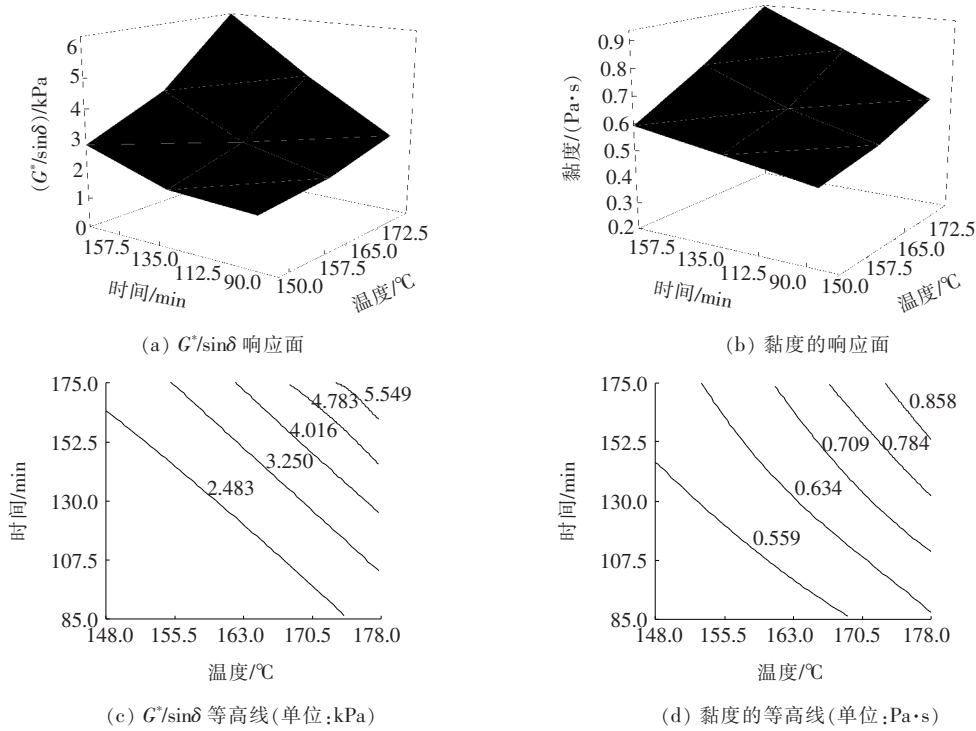 6
5
4
3
2
1
0
(G*/sinδ)/kPa
157.5 135.0 112.5 90.0
时间/min
150.0 157.5 165.0 172.5
温度/℃
(a) G*/sinδ 响应面
0.9
0.8
0.7
0.6
0.5
0.4
0.3
0.2
黏度/(Pa·s)
157.5 135.0 112.5 90.0
时间/min
150.0 157.5 165.0 172.5
温度/℃
(b) 黏度的响应面
175.0
152.5
130.0
107.5
85.0
时间/min
5.549
4.783
4.016
3.250
2.483
148.0 155.5 163.0 170.5 178.0
温度/℃
(c) G*/sinδ 等高线(单位:kPa)
175.0
152.5
130.0
107.5
85.0
时间/min
0.858
0.784
0.709
0.634
0.559
148.0 155.5 163.0 170.5 178.0
温度/℃
(d) 黏度的等高线(单位:Pa·s)